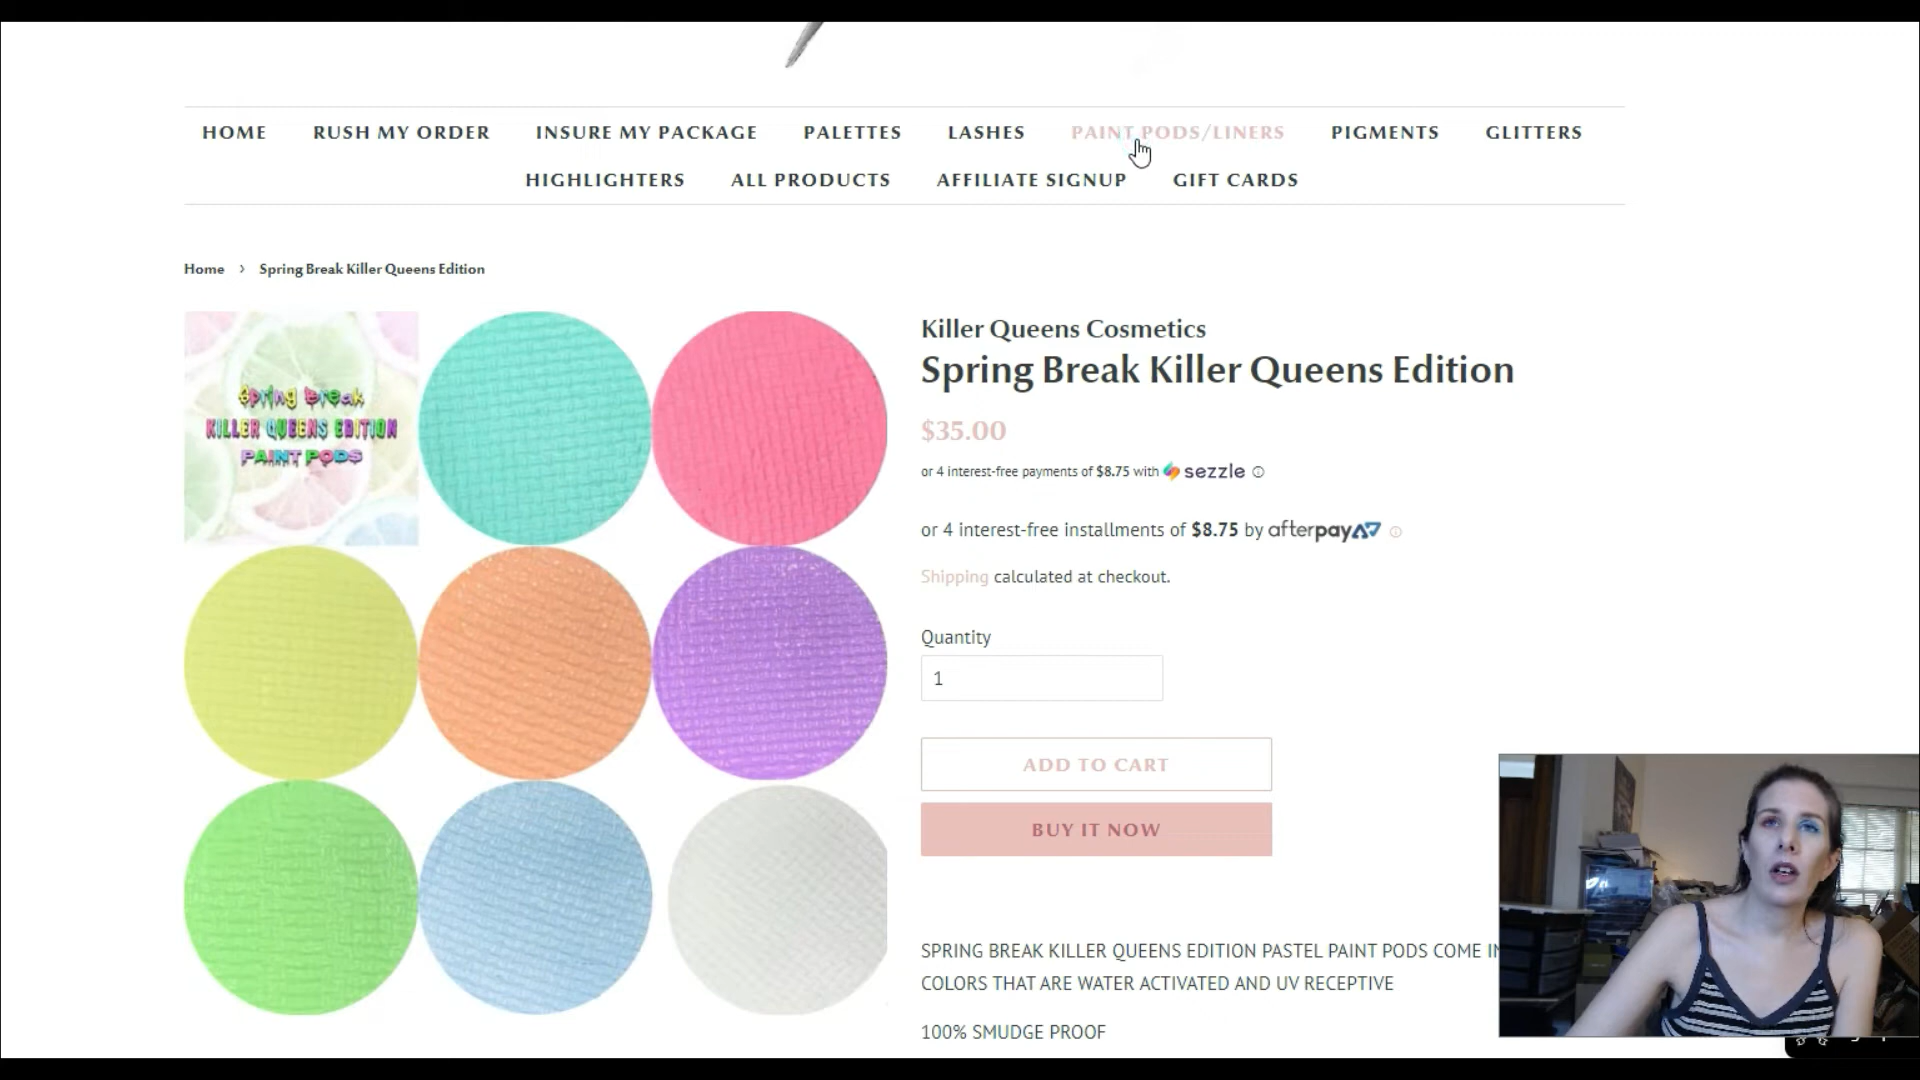 HOME RUSH MY ORDER INSURE MY PACKAGE PALETTES LASHES PAINT PODS/LINERS PIGMENTS GLITTERS
HIGHLIGHTERS ALL PRODUCTS AFFILIATE SIGNUP GIFT CARDS
Home › Spring Break Killer Queens Edition
Spring Break
KILLER QUEENS EDITION
PAINT PODS
Killer Queens Cosmetics
Spring Break Killer Queens Edition
$35.00
or 4 interest-free payments of $8.75 with sezzle
or 4 interest-free installments of $8.75 by afterpay
Shipping calculated at checkout.
Quantity
1
ADD TO CART
BUY IT NOW
SPRING BREAK KILLER QUEENS EDITION PASTEL PAINT PODS COME
COLORS THAT ARE WATER ACTIVATED AND UV RECEPTIVE
100% SMUDGE PROOF